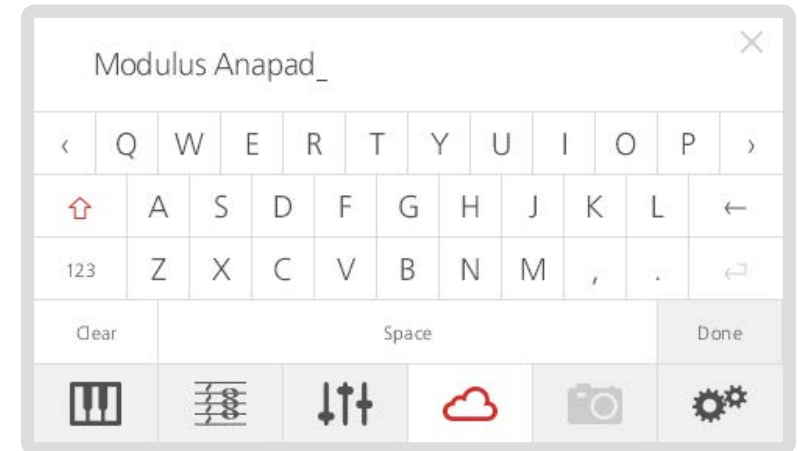 Modulus Anapad_
‹ Q W E R T Y U I O P ›
A S D F G H J K L ←
123 Z X C V B N M , .
Clear Space Done